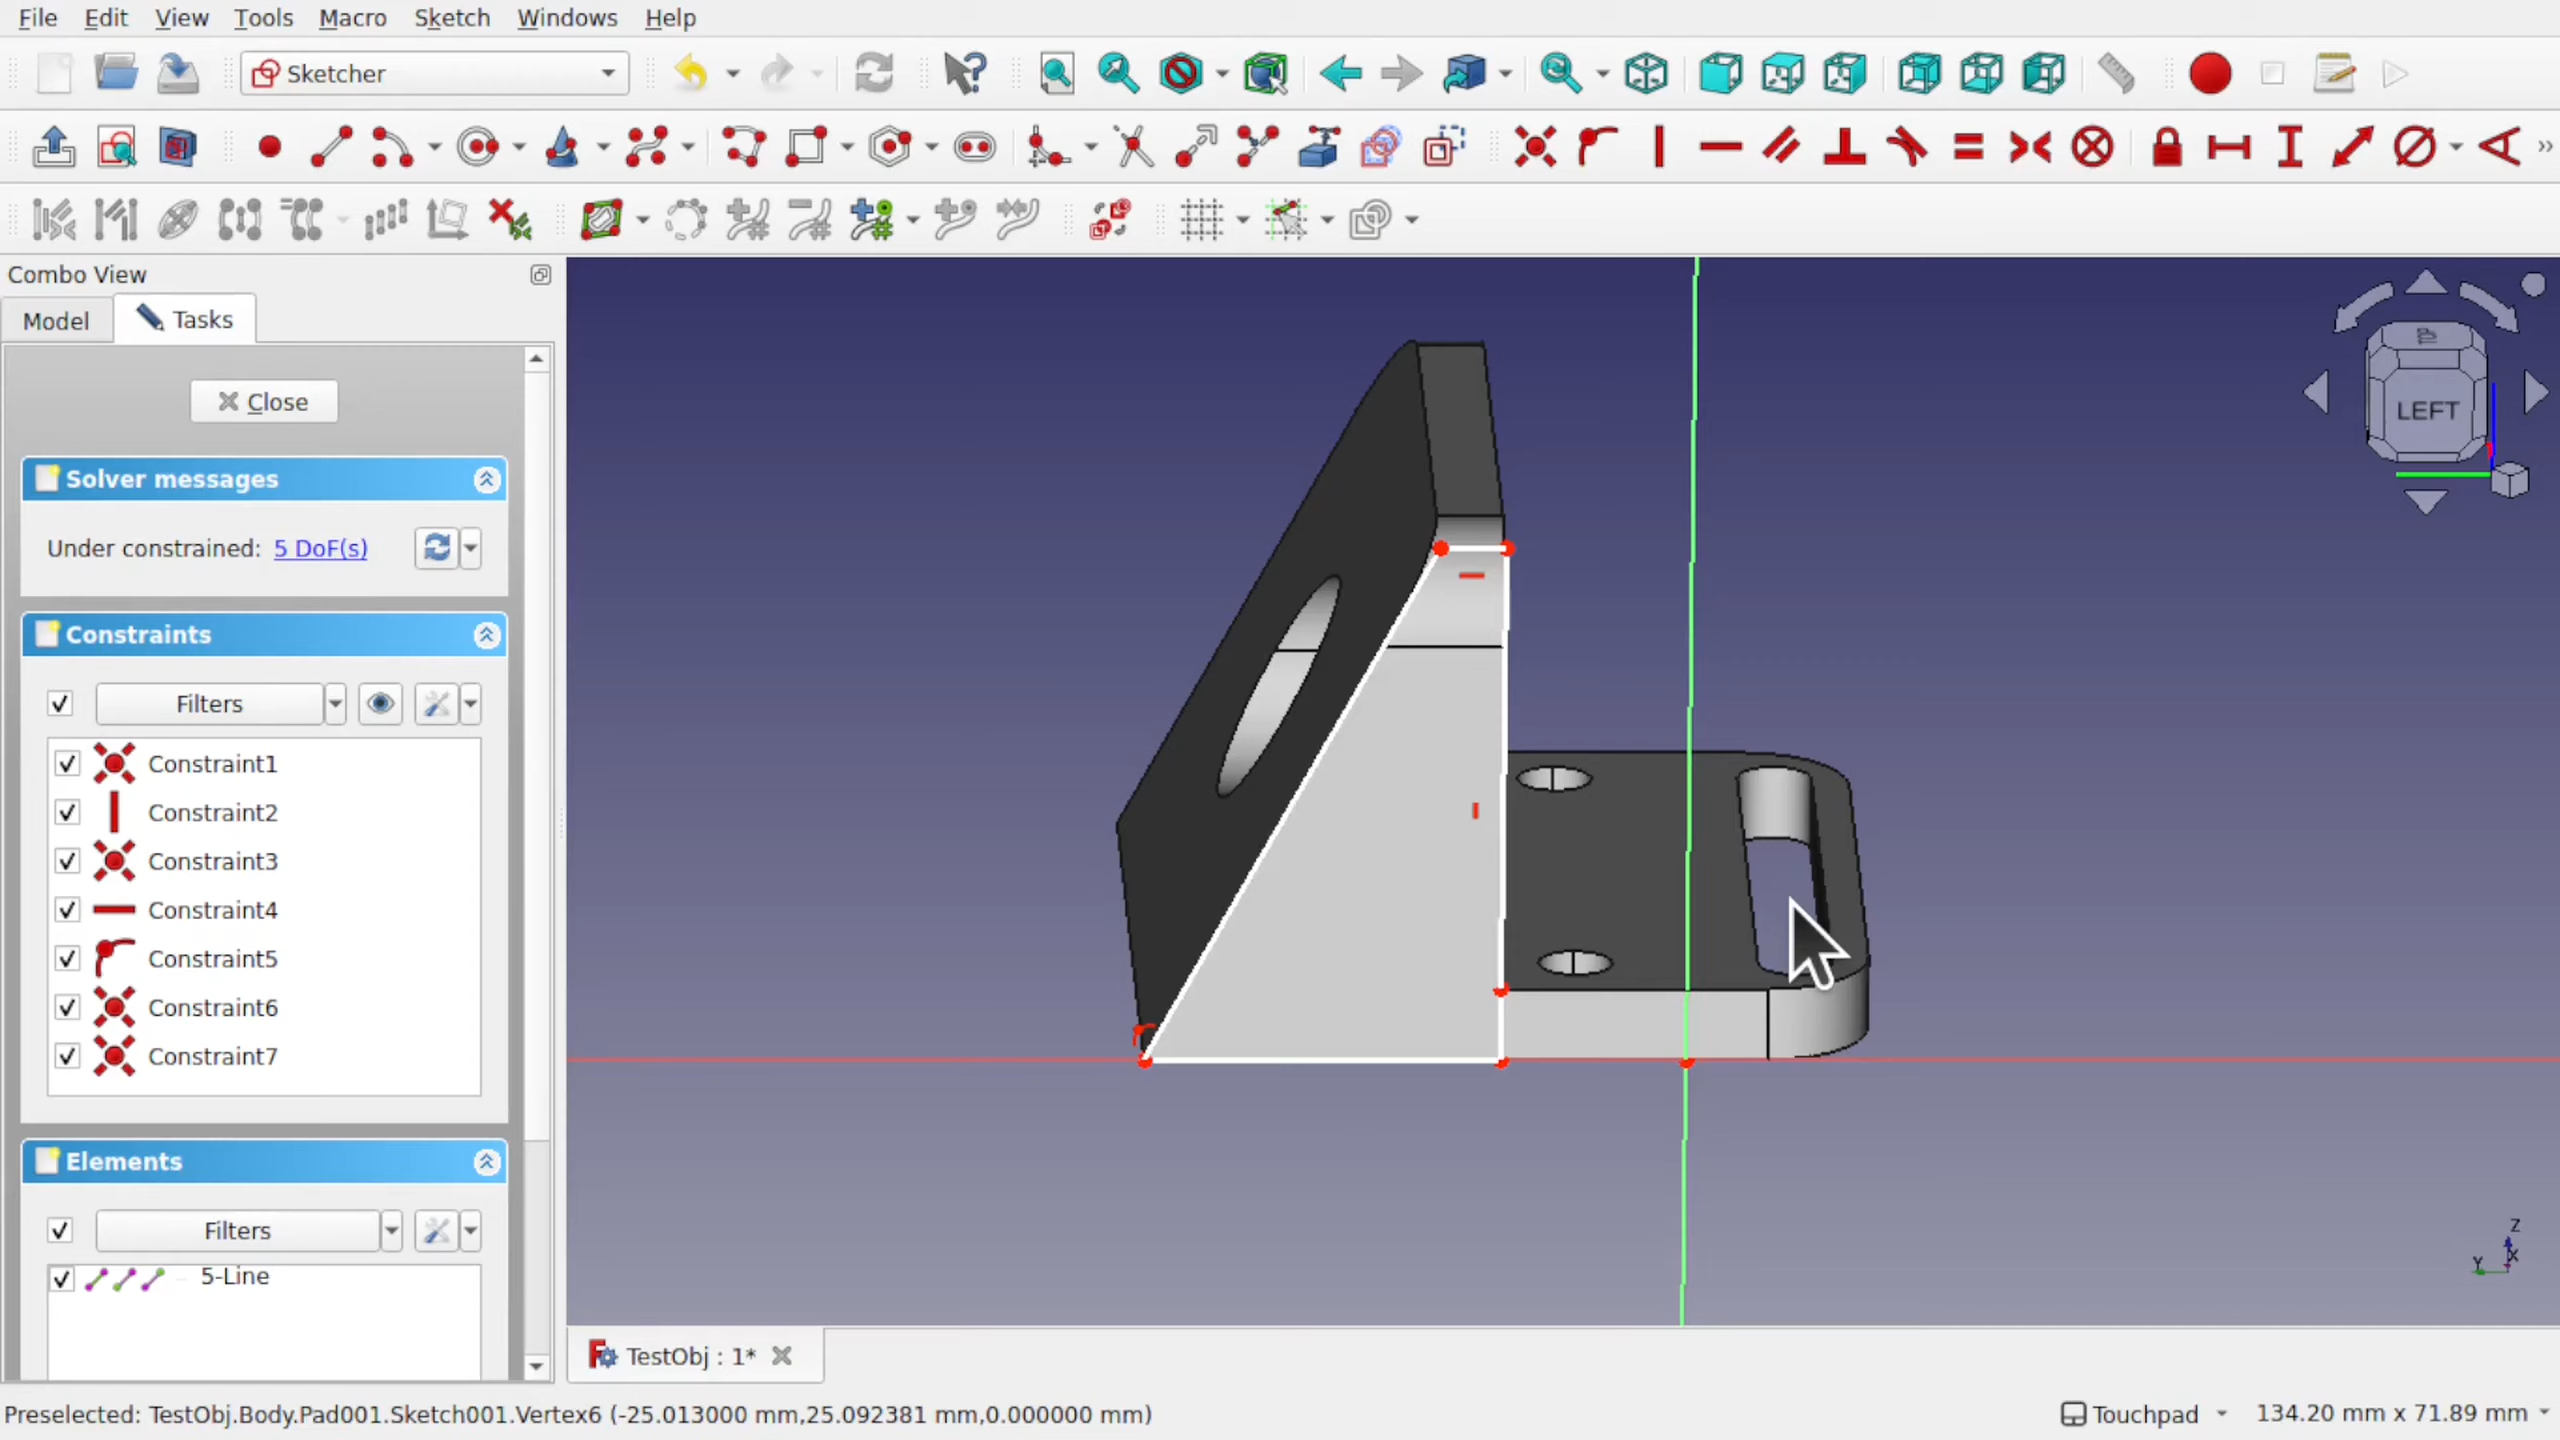 File Edit View Tools Macro Sketch Windows Help
Sketcher
Combo View
Model Tasks
Close
Solver messages
Under constrained: 5 DoF(s)
Constraints
Filters
Constraint1
Constraint2
Constraint3
Constraint4
Constraint5
Constraint6
Constraint7
Elements
Filters
5-Line
LEFT
Z
Y X
TestObj : 1*
Preselected: TestObj.Body.Pad001.Sketch001.Vertex6 (-25.013000 mm,25.092381 mm,0.000000 mm)
Touchpad 134.20 mm x 71.89 mm